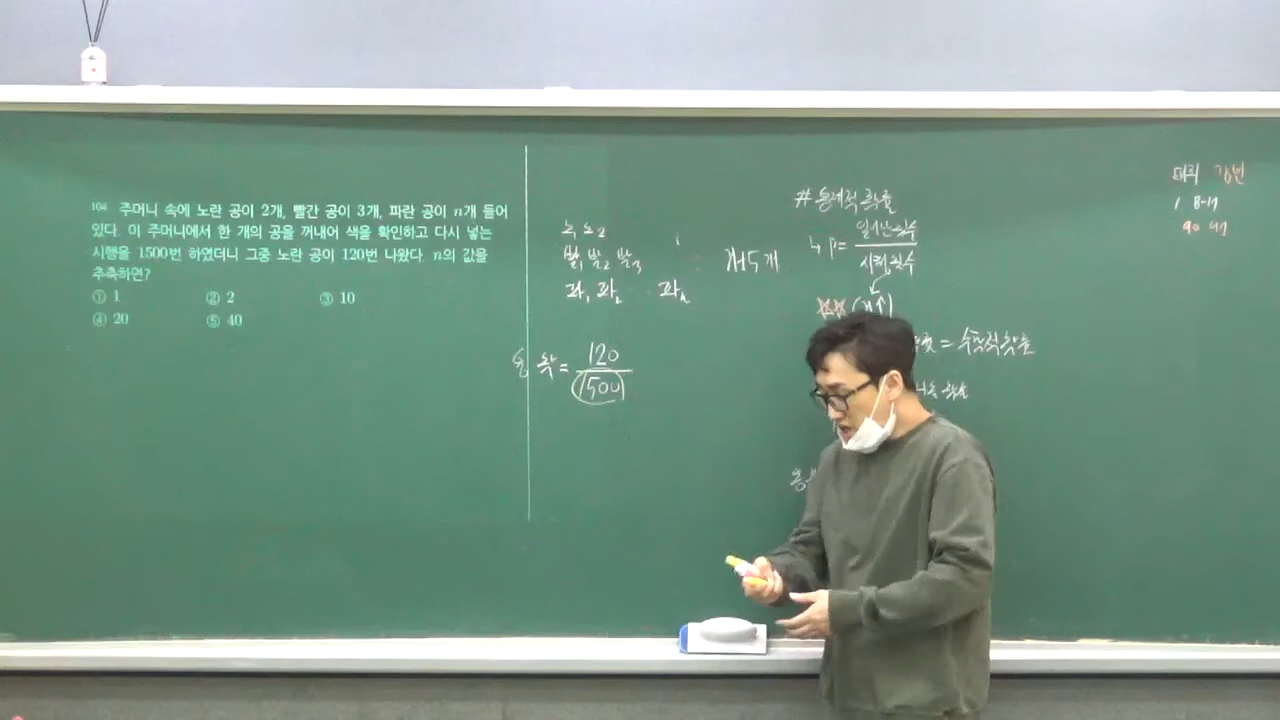 104 주머니 속에 노란 공이 2개, 빨간 공이 3개, 파란 공이 n개 들어
있다. 이 주머니에서 한 개의 공을 꺼내어 색을 확인하고 다시 넣는
시행을 1500번 하였더니 그중 노란 공이 120번 나왔다. n의 값을
추측하면?
① 1 ② 2 ③ 10
④ 20 ⑤ 40
노, 노2
빨1 빨2 빨3
파1 파2 파n
확 = 120
1500
# 통계적 확률
↳ P= 일어난 횟수
시행 횟수
= 수학적 확률
확률